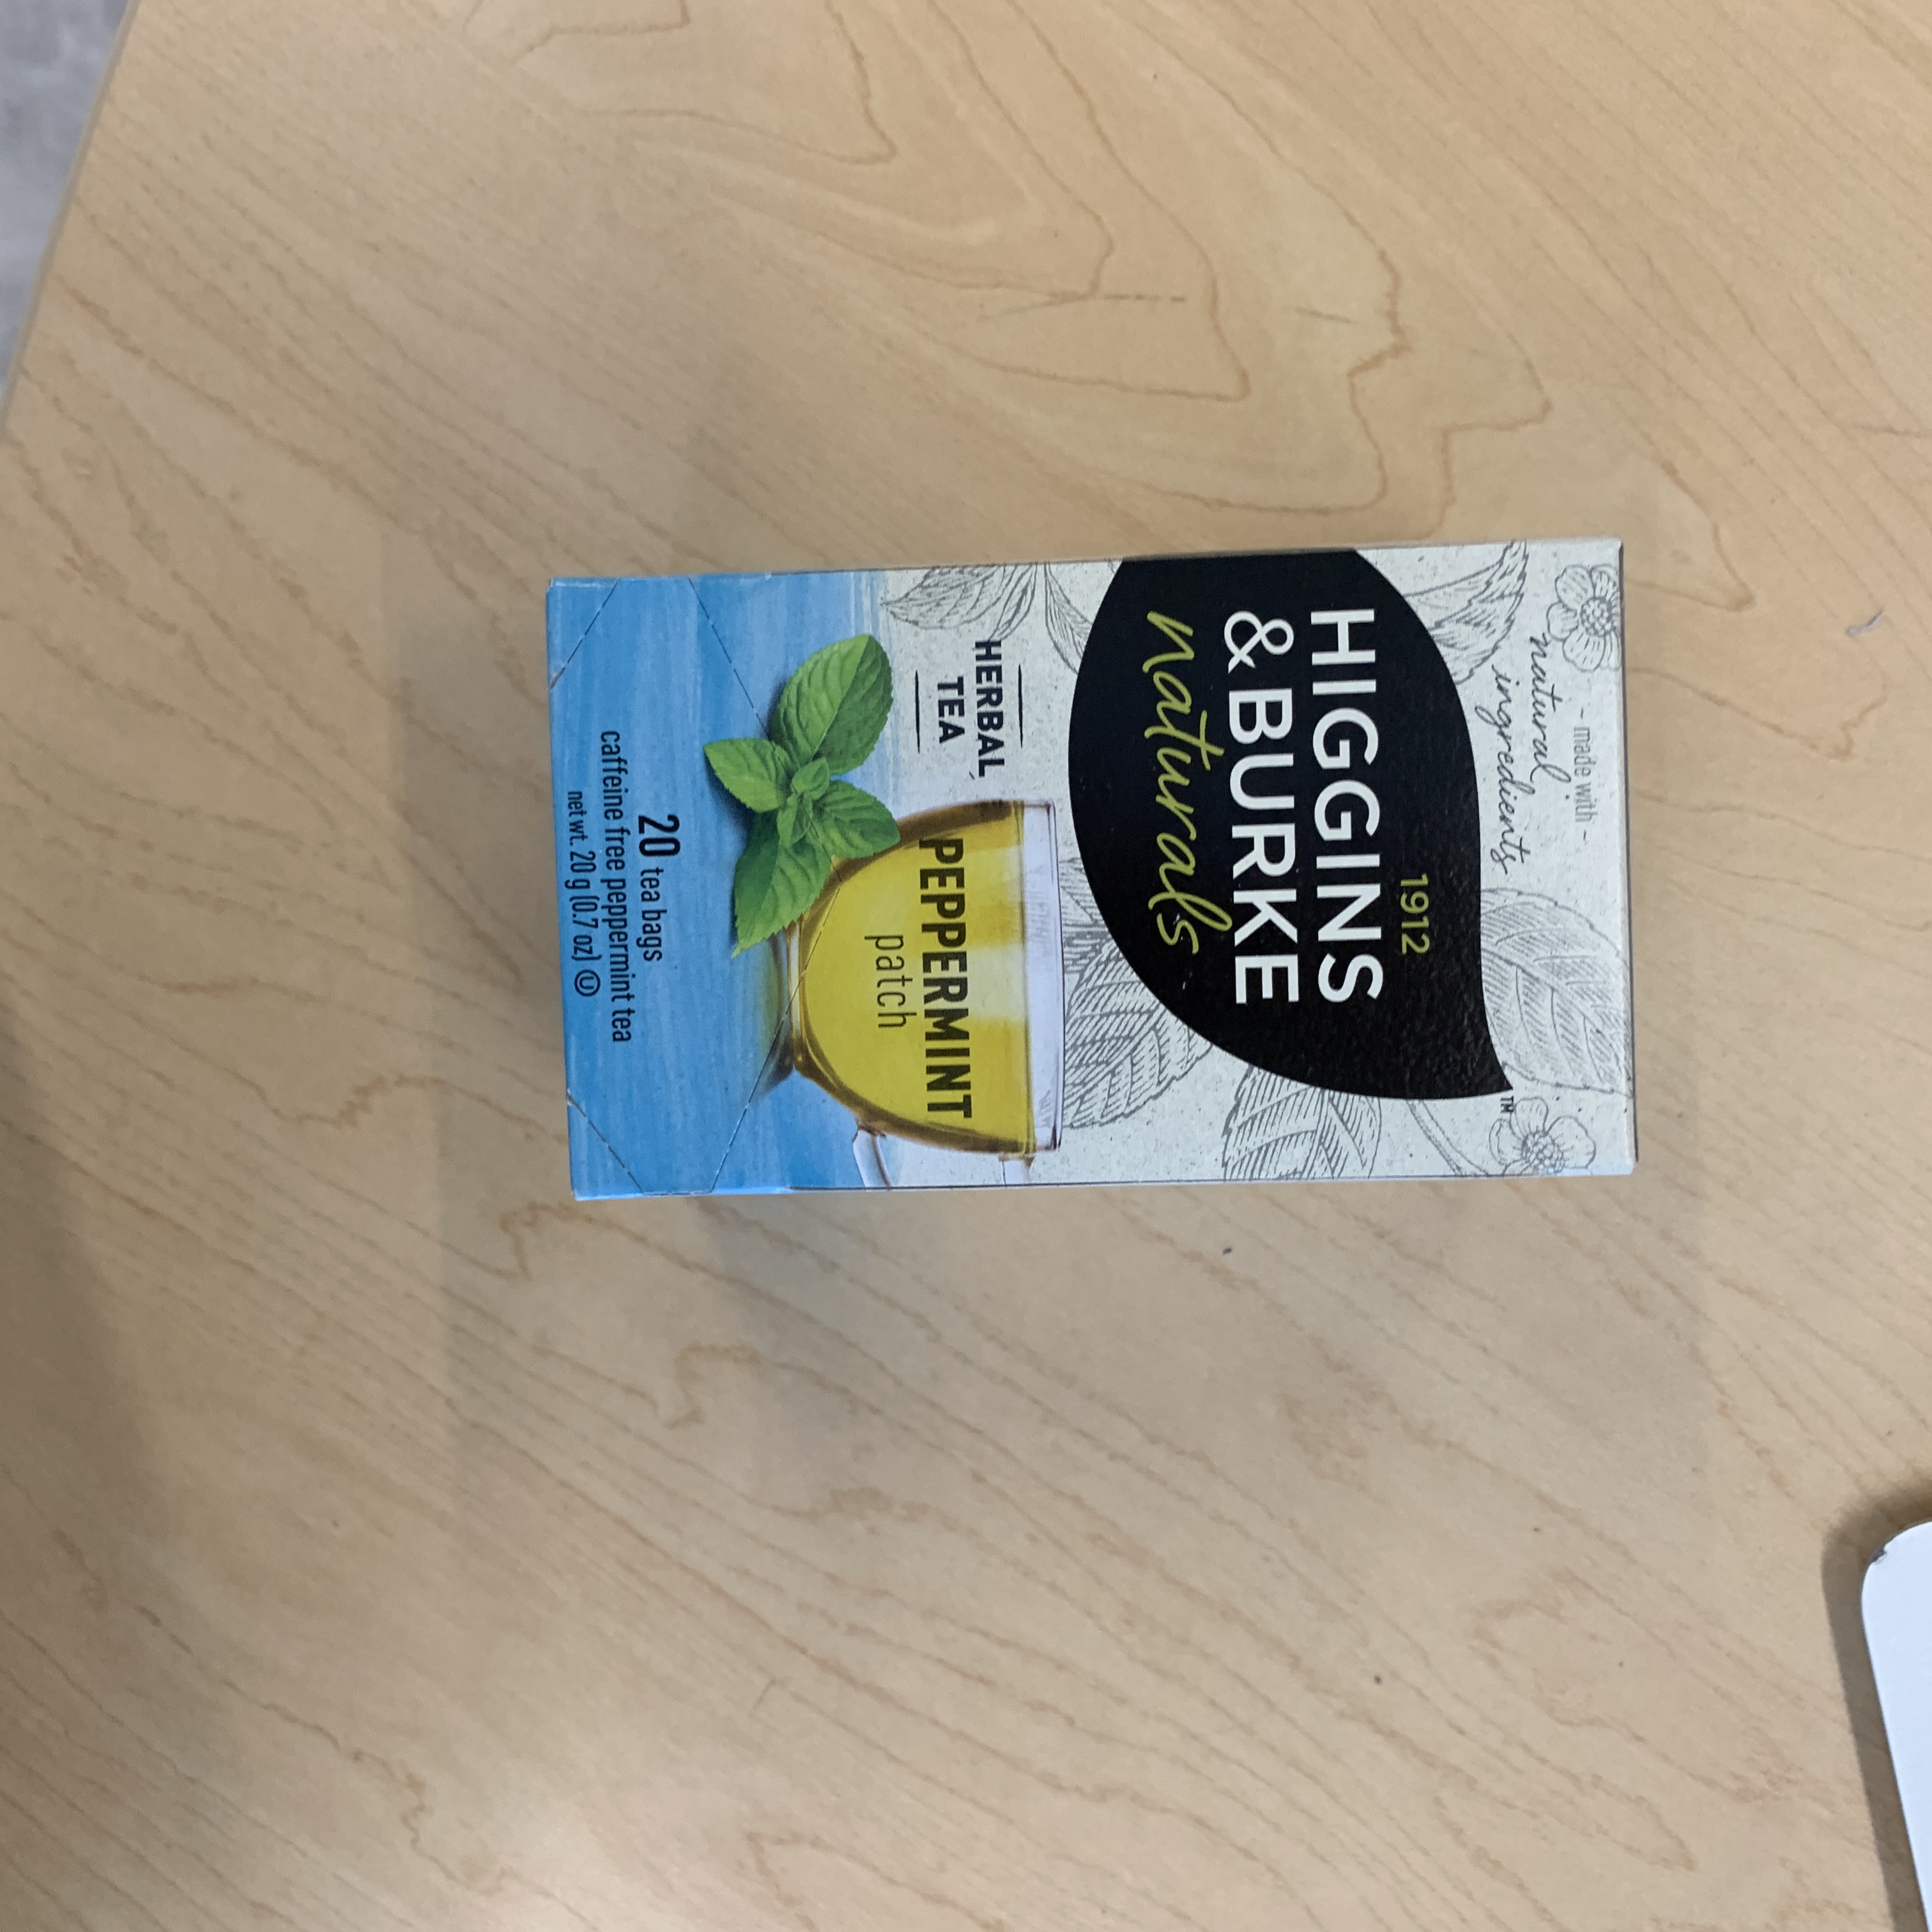 ~ made with ~
natural
ingredients
TM
1912
HIGGINS
& BURKE
naturals
HERBAL
TEA
PEPPERMINT
patch
20 tea bags
caffeine free peppermint tea
net wt. 20 g (0.7 oz) U